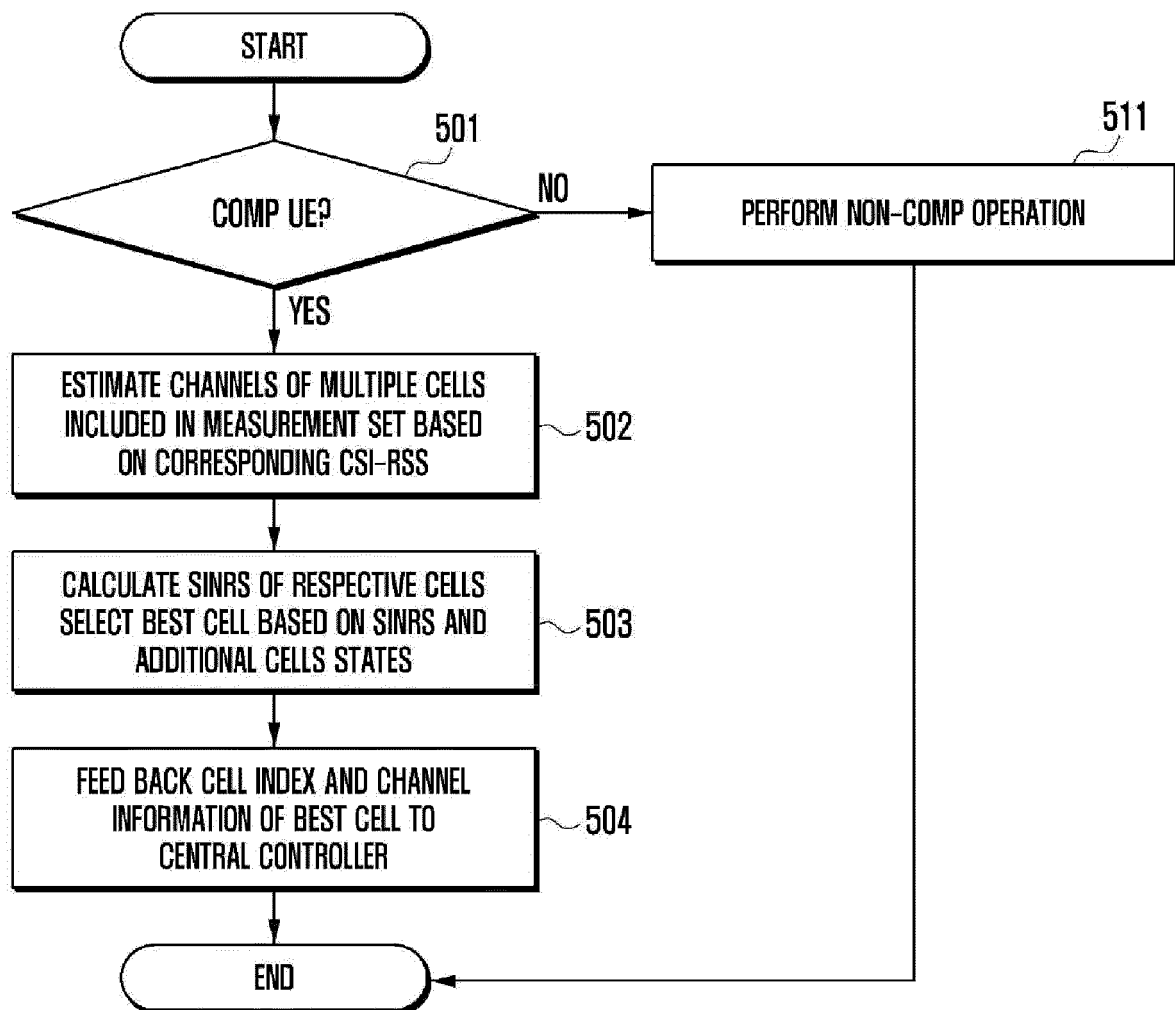 START
501
COMP UE?
NO
511
PERFORM NON-COMP OPERATION
YES
ESTIMATE CHANNELS OF MULTIPLE CELLS
INCLUDED IN MEASUREMENT SET BASED
ON CORRESPONDING CSI-RSS
502
CALCULATE SINRS OF RESPECTIVE CELLS
SELECT BEST CELL BASED ON SINRS AND
ADDITIONAL CELLS STATES
503
FEED BACK CELL INDEX AND CHANNEL
INFORMATION OF BEST CELL TO
CENTRAL CONTROLLER
504
END